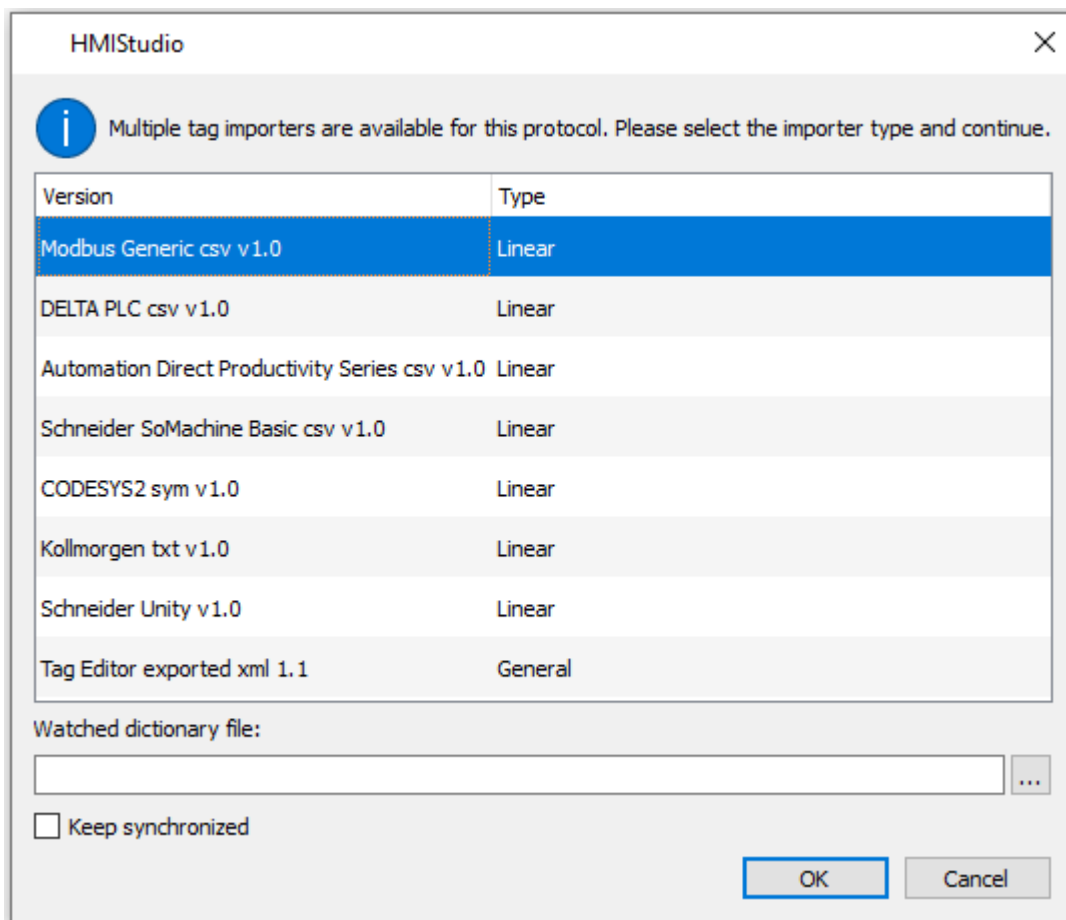 HMIStudio
Multiple tag importers are available for this protocol. Please select the importer type and continue.
Version Type
Modbus Generic csv v1.0 Linear
DELTA PLC csv v1.0 Linear
Automation Direct Productivity Series csv v1.0 Linear
Schneider SoMachine Basic csv v1.0 Linear
CODESYS2 sym v1.0 Linear
Kollmorgen txt v1.0 Linear
Schneider Unity v1.0 Linear
Tag Editor exported xml 1.1 General
Watched dictionary file:
...
Keep synchronized
OK Cancel